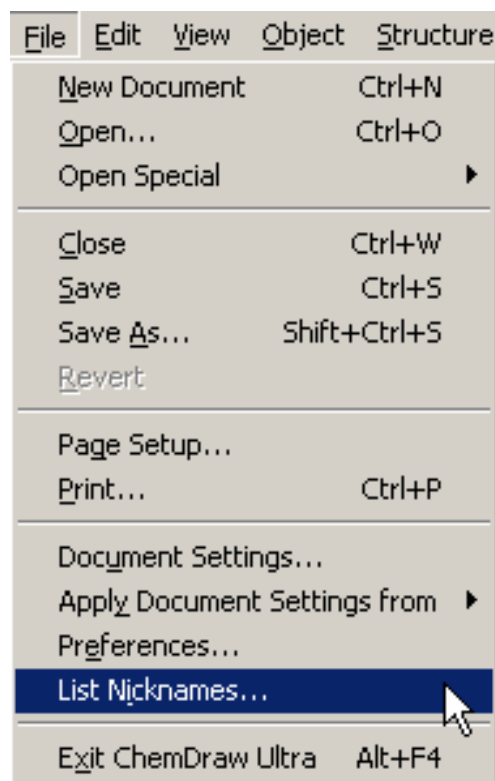 File Edit View Object Structure
New Document Ctrl+N
Open... Ctrl+O
Open Special
Close Ctrl+W
Save Ctrl+S
Save As... Shift+Ctrl+S
Revert
Page Setup...
Print... Ctrl+P
Document Settings...
Apply Document Settings from
Preferences...
List Nicknames...
Exit ChemDraw Ultra Alt+F4